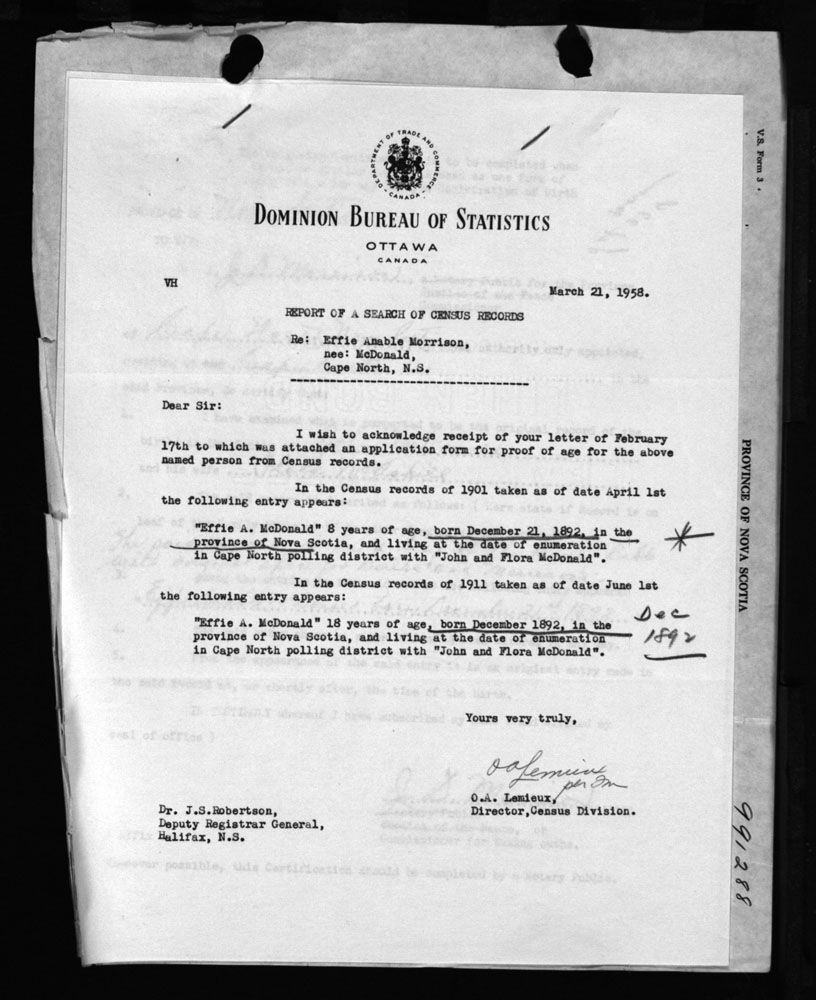 DEPARTMENT OF TRADE AND COMMERCE
CANADA
DOMINION BUREAU OF STATISTICS
OTTAWA
CANADA
VH
March 21, 1958.
REPORT OF A SEARCH OF CENSUS RECORDS
Re: Effie Anable Morrison,
nee: McDonald,
Cape North, N.S.
Dear Sir:
I wish to acknowledge receipt of your letter of February
17th to which was attached an application form for proof of age for the above
named person from Census records.
In the Census records of 1901 taken as of date April 1st
the following entry appears:
"Effie A. McDonald" 8 years of age, born December 21, 1892, in the
province of Nova Scotia, and living at the date of enumeration
in Cape North polling district with "John and Flora McDonald".
In the Census records of 1911 taken as of date June 1st
the following entry appears:
"Effie A. McDonald" 18 years of age, born December 1892, in the
province of Nova Scotia, and living at the date of enumeration
in Cape North polling district with "John and Flora McDonald".
Dec
1892
Yours very truly,
OALemieux
per
O.A. Lemieux,
Director,Census Division.
Dr. J.S.Robertson,
Deputy Registrar General,
Halifax, N.S.
V.S. Form 3.
PROVINCE OF NOVA SCOTIA
991288